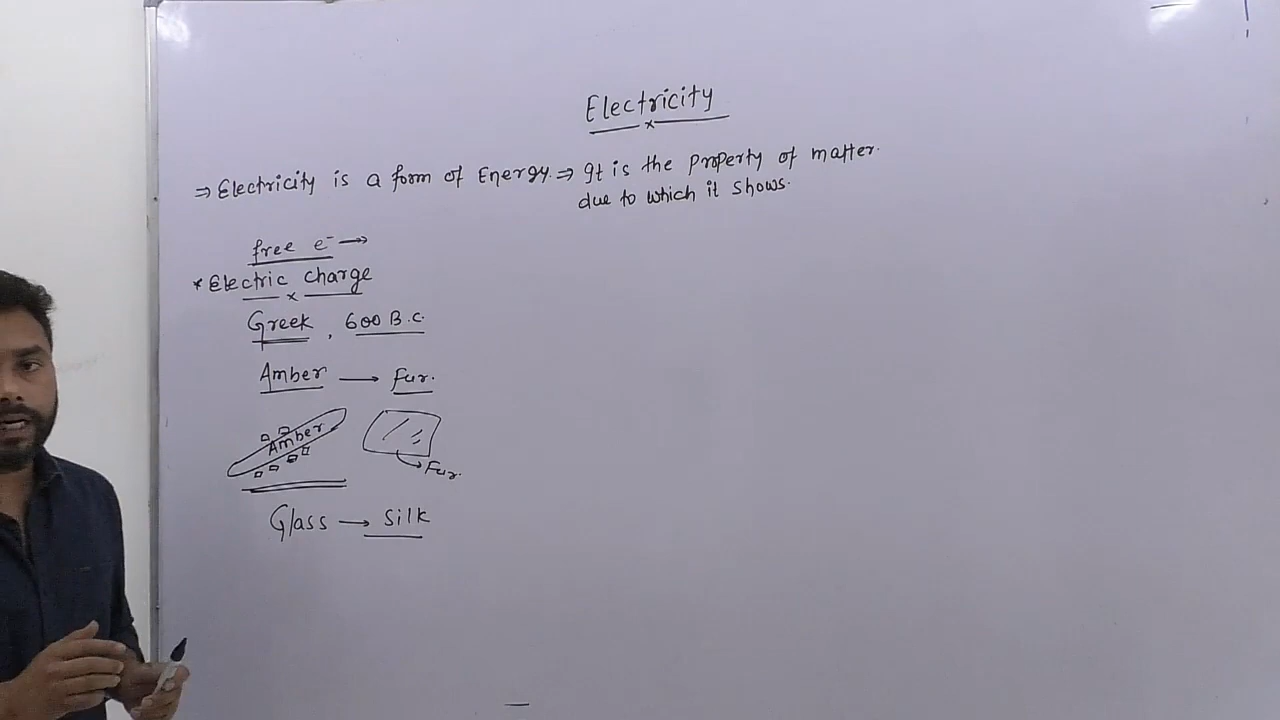 Electricity
⇒ Electricity is a form of Energy. ⇒ It is the property of matter.
due to which it shows.
free e⁻ →
* Electric charge
Greek, 600 B.C.
Amber → Fur.
Amber
Fur.
Glass → Silk